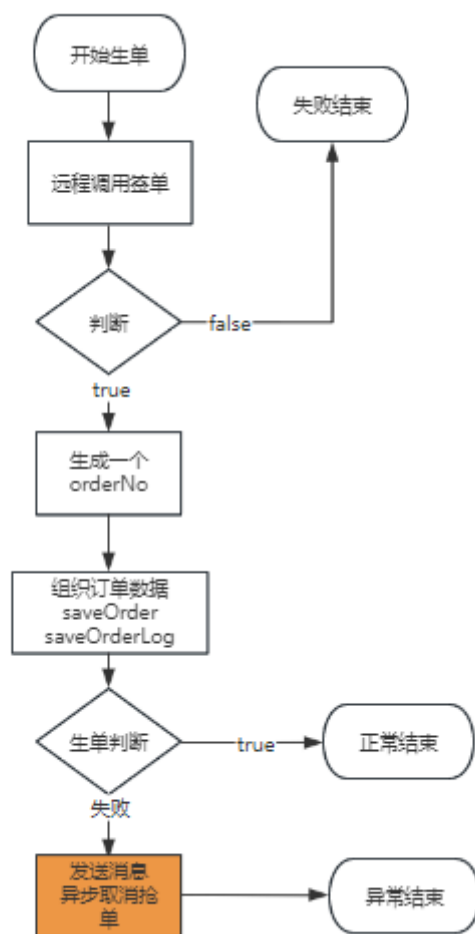 开始生单
失败结束
远程调用签单
判断
false
true
生成一个
orderNo
组织订单数据
saveOrder
saveOrderLog
生单判断
true
正常结束
失败
发送消息
异步取消抢
单
异常结束